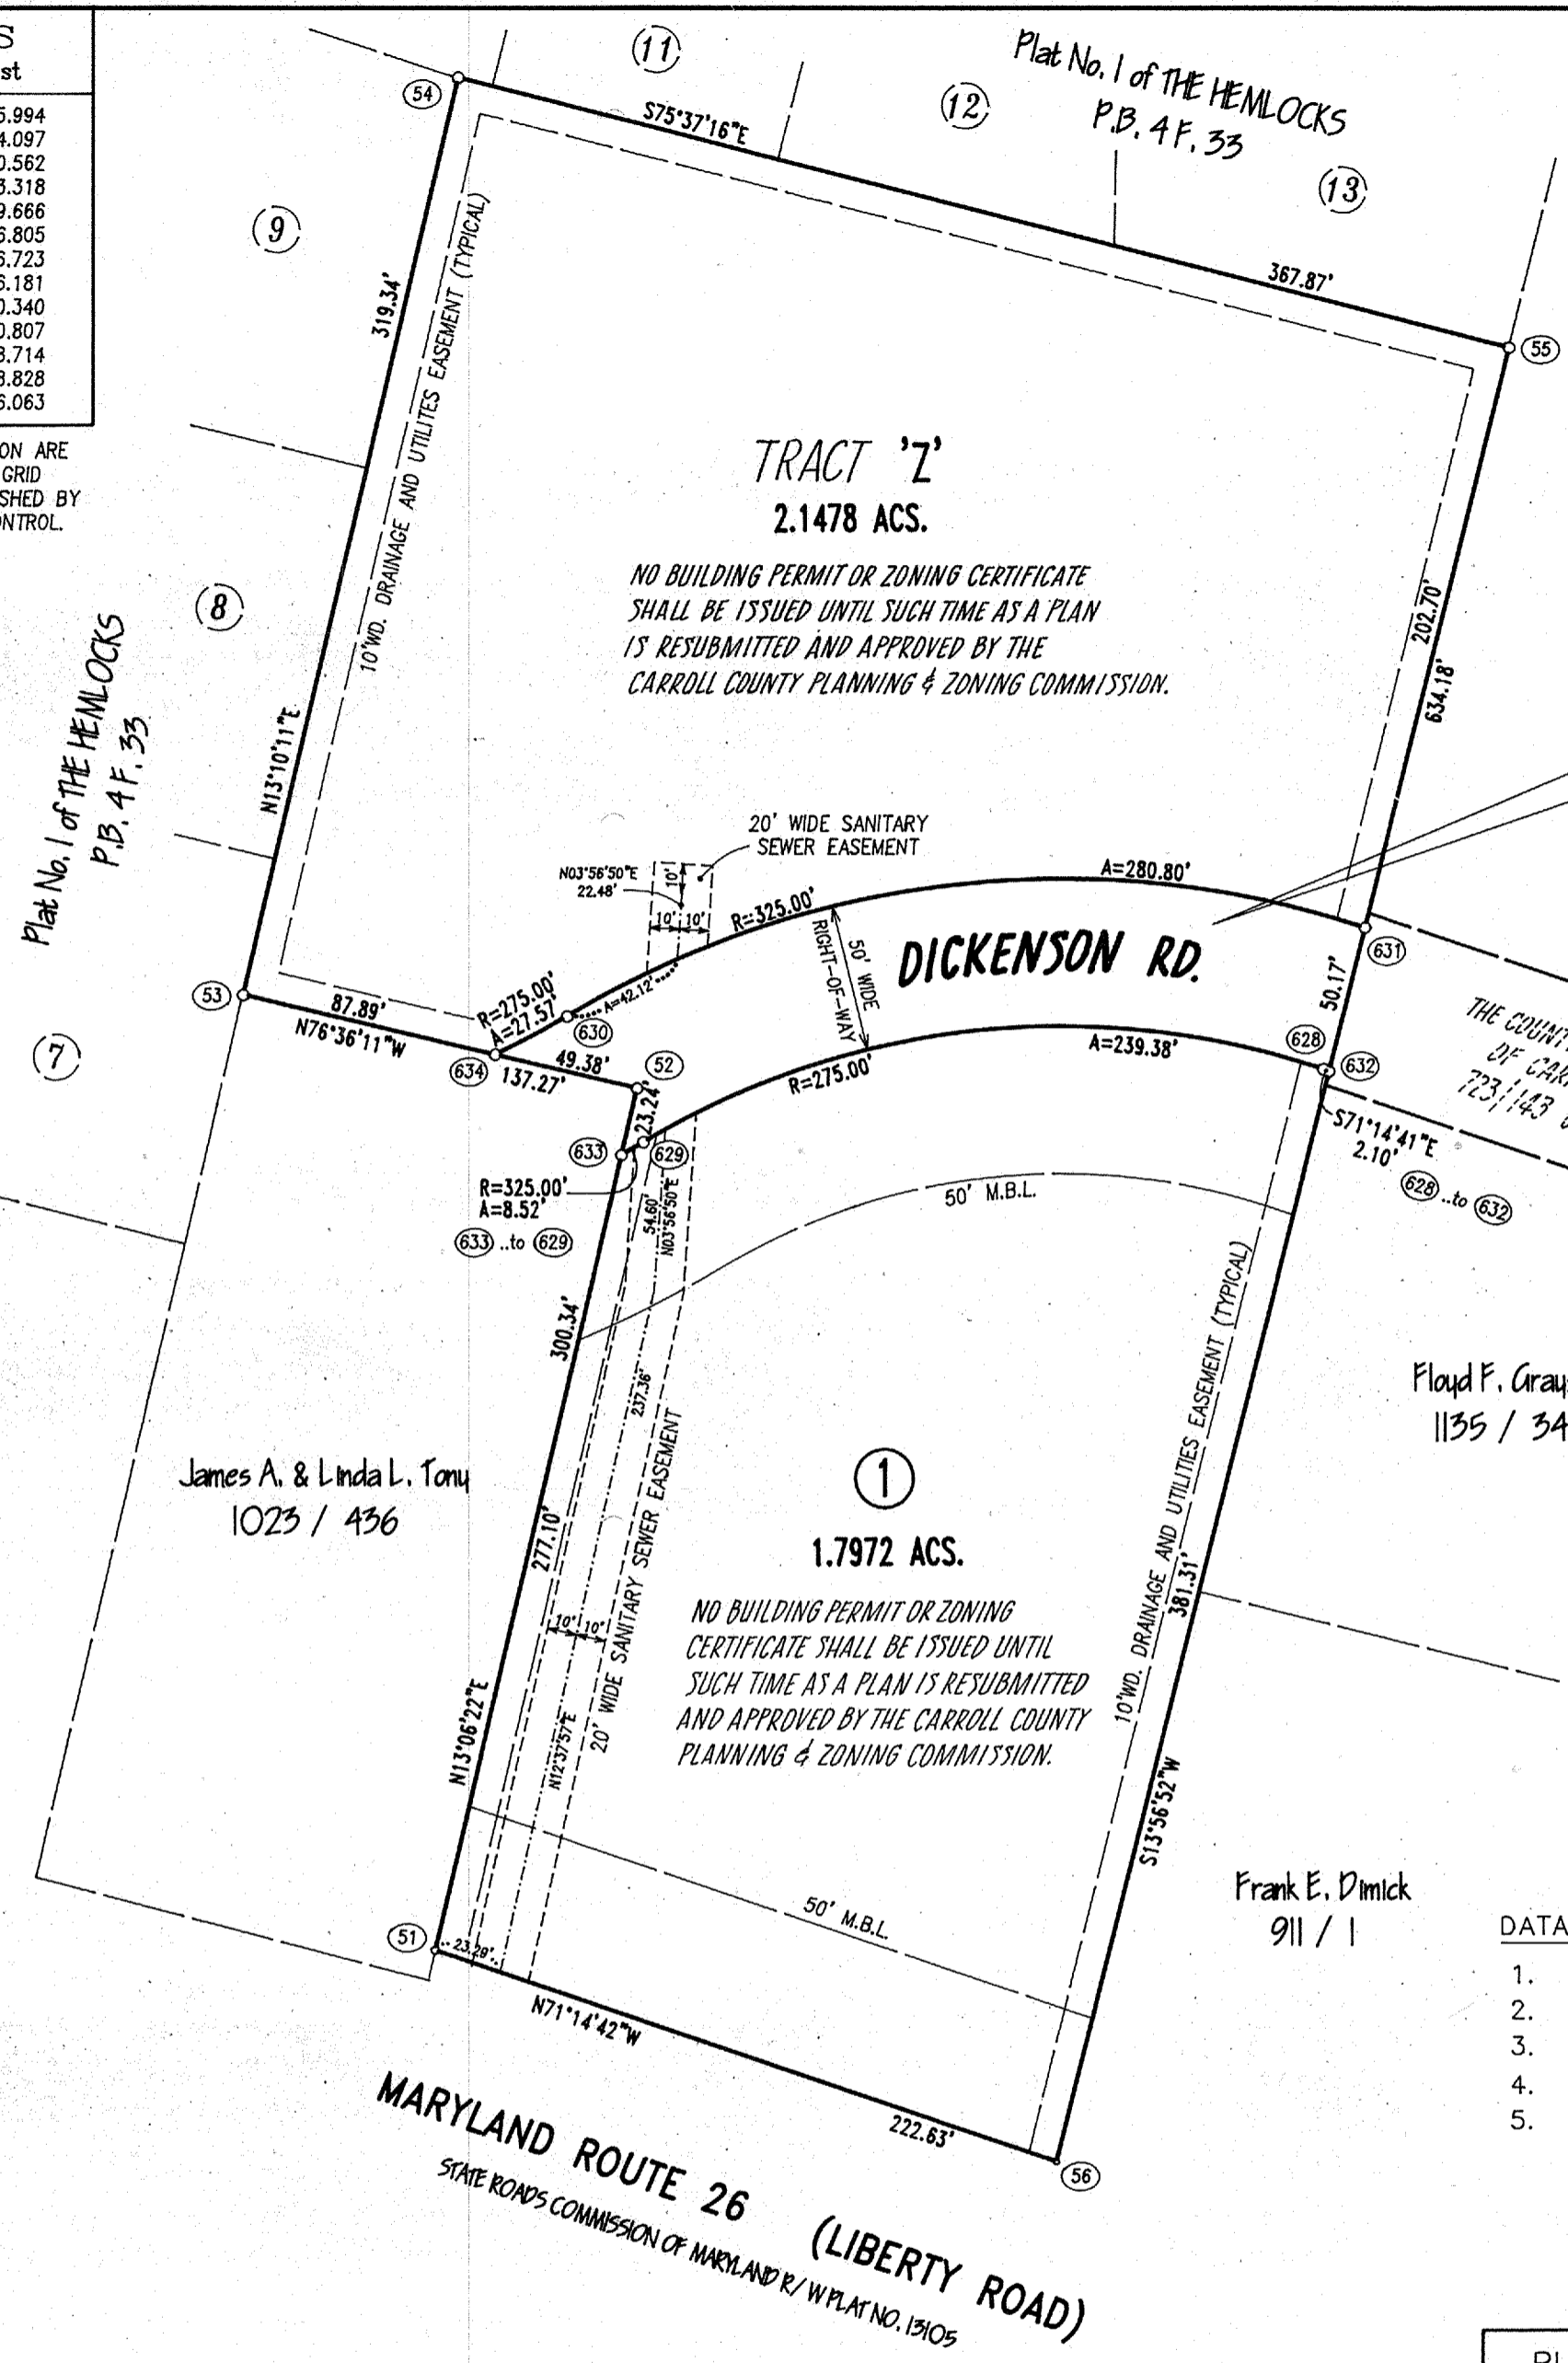 st
5.994
4.097
0.562
3.318
9.666
6.805
6.723
6.181
0.340
0.807
3.714
3.828
6.063
ON ARE
GRID
SHED BY
NTROL.
11
12
13
Plat No. 1 of THE HEMLOCKS
P.B. 4 F. 33
54
S75°37'16"E
367.87'
55
9
319.34'
10'WD. DRAINAGE AND UTILITES EASEMENT (TYPICAL)
N13°10'11"E
8
Plat No. 1 of THE HEMLOCKS
P.B. 4 F. 33
TRACT 'Z'
2.1478 ACS.
NO BUILDING PERMIT OR ZONING CERTIFICATE
SHALL BE ISSUED UNTIL SUCH TIME AS A PLAN
IS RESUBMITTED AND APPROVED BY THE
CARROLL COUNTY PLANNING & ZONING COMMISSION.
202.70'
634.18'
20' WIDE SANITARY
SEWER EASEMENT
N03°56'50"E
22.48'
10'
10'
10'
R=325.00'
A=280.80'
50' WIDE
RIGHT-OF-WAY
DICKENSON RD.
631
50.17'
53
87.89'
N76°36'11"W
R=275.00'
A=27.57'
A=42.12'
630
634
49.38'
137.27'
52
23.24'
7
R=275.00'
A=239.38'
628
632
THE COUNT
OF CAR
723/143
S71°14'41"E
2.10'
628 ..to 632
633
629
R=325.00'
A=8.52'
633 ..to 629
54.60'
N03°56'50"E
50' M.B.L.
300.34'
237.36'
277.10'
20' WIDE SANITARY SEWER EASEMENT
10'
10'
N12°37'57"E
N13°06'22"E
James A. & Linda L. Tony
1023 / 436
10'WD. DRAINAGE AND UTILITIES EASEMENT (TYPICAL)
381.31'
S13°56'52"W
Floyd F. Gray
1135 / 34
1
1.7972 ACS.
NO BUILDING PERMIT OR ZONING
CERTIFICATE SHALL BE ISSUED UNTIL
SUCH TIME AS A PLAN IS RESUBMITTED
AND APPROVED BY THE CARROLL COUNTY
PLANNING & ZONING COMMISSION.
Frank E. Dimick
911 / 1
50' M.B.L.
51
23.29'
N71°14'42"W
222.63'
56
DATA
1.
2.
3.
4.
5.
MARYLAND ROUTE 26 (LIBERTY ROAD)
STATE ROADS COMMISSION OF MARYLAND R/W PLAT NO. 13105